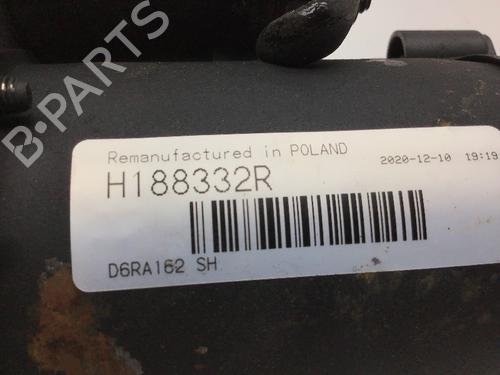 B-PARTS
Remanufactured in POLAND
2020-12-10 19:19
H188332R
D6RA162 SH